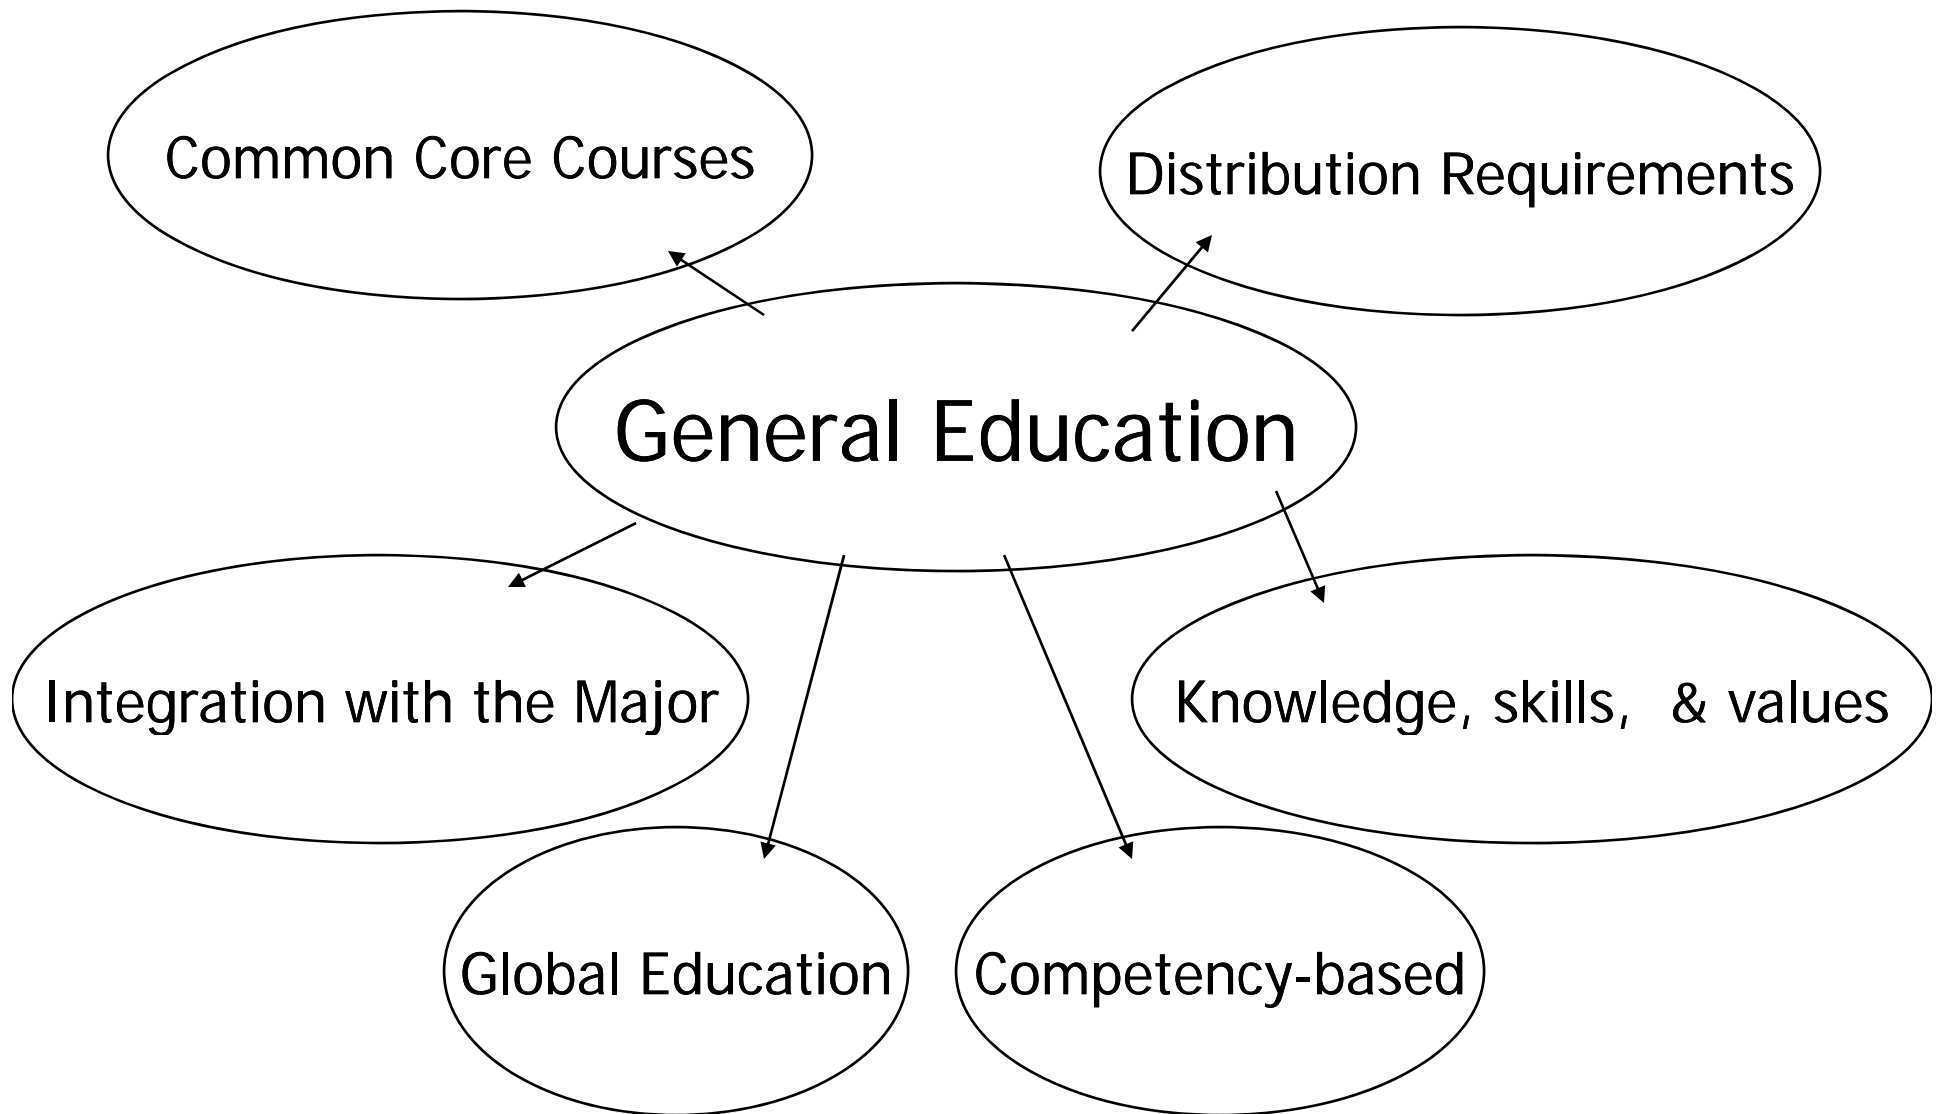 Common Core Courses
Distribution Requirements
General Education
Integration with the Major
Knowledge, skills,  & values
Global Education
Competency-based